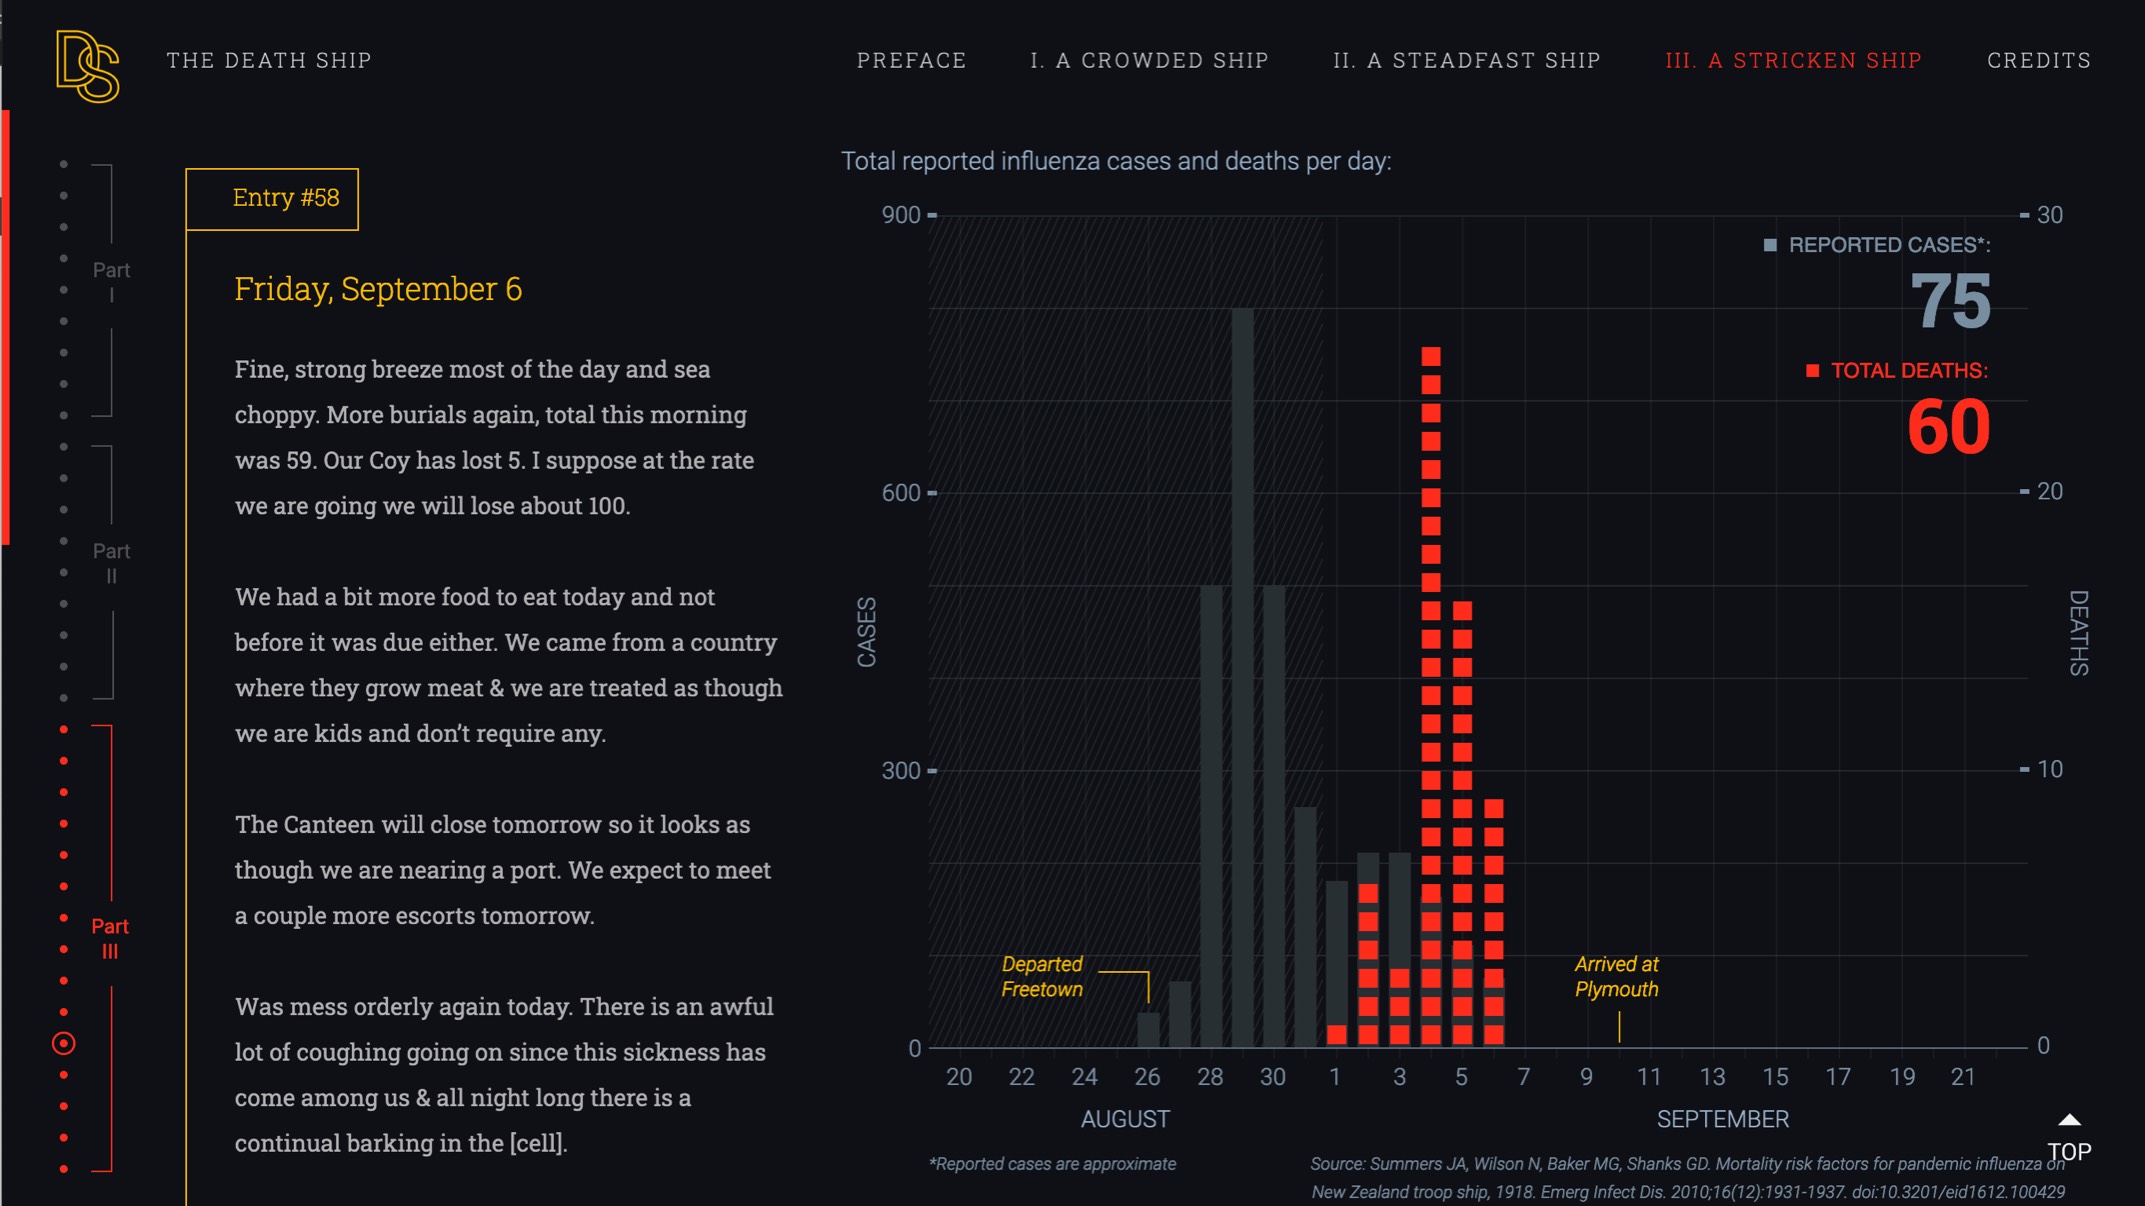 DS
THE DEATH SHIP
PREFACE
I. A CROWDED SHIP
II. A STEADFAST SHIP
III. A STRICKEN SHIP
CREDITS
Part
I
Part
II
Part
III
Entry #58
Friday, September 6
Fine, strong breeze most of the day and sea
choppy. More burials again, total this morning
was 59. Our Coy has lost 5. I suppose at the rate
we are going we will lose about 100.
We had a bit more food to eat today and not
before it was due either. We came from a country
where they grow meat & we are treated as though
we are kids and don’t require any.
The Canteen will close tomorrow so it looks as
though we are nearing a port. We expect to meet
a couple more escorts tomorrow.
Was mess orderly again today. There is an awful
lot of coughing going on since this sickness has
come among us & all night long there is a
continual barking in the [cell].
Total reported influenza cases and deaths per day:
900
600
300
0
CASES
30
20
10
0
DEATHS
REPORTED CASES*:
75
TOTAL DEATHS:
60
Departed
Freetown
Arrived at
Plymouth
20 22 24 26 28 30 1 3 5 7 9 11 13 15 17 19 21
AUGUST
SEPTEMBER
*Reported cases are approximate
Source: Summers JA, Wilson N, Baker MG, Shanks GD. Mortality risk factors for pandemic influenza on
New Zealand troop ship, 1918. Emerg Infect Dis. 2010;16(12):1931-1937. doi:10.3201/eid1612.100429
TOP